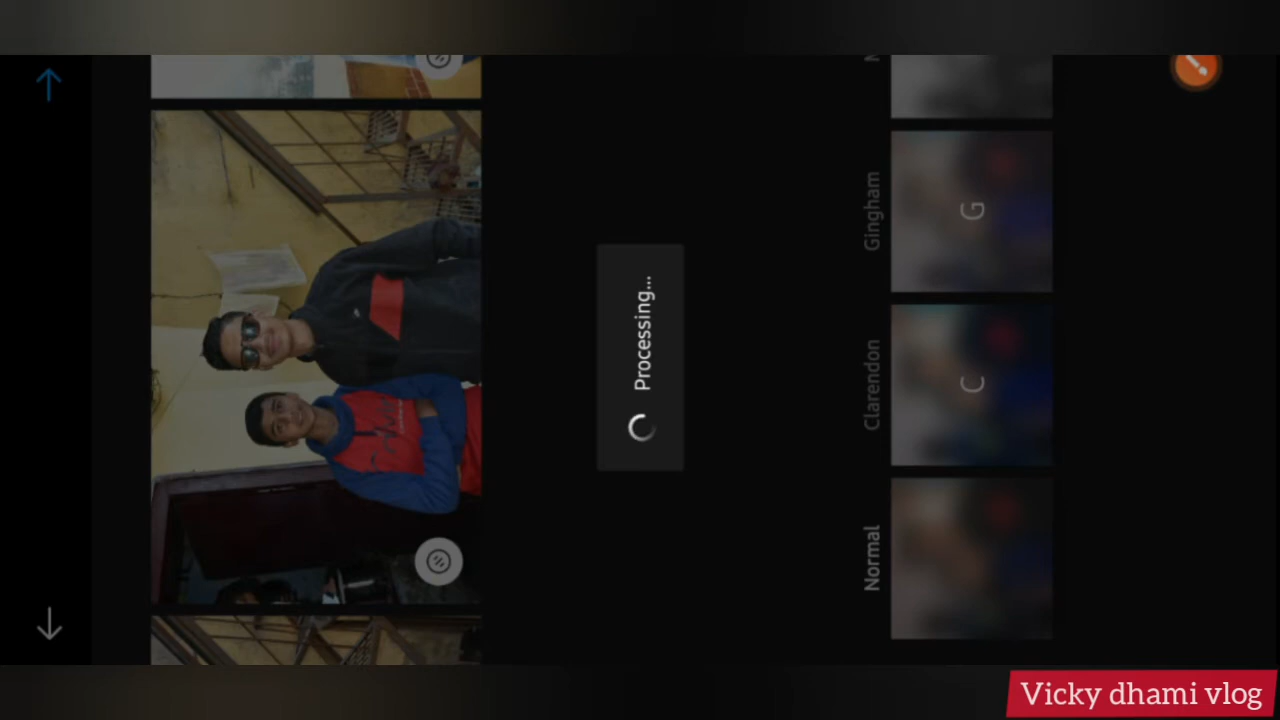 Processing...
Normal
Clarendon
C
Gingham
G
Vicky dhami vlog